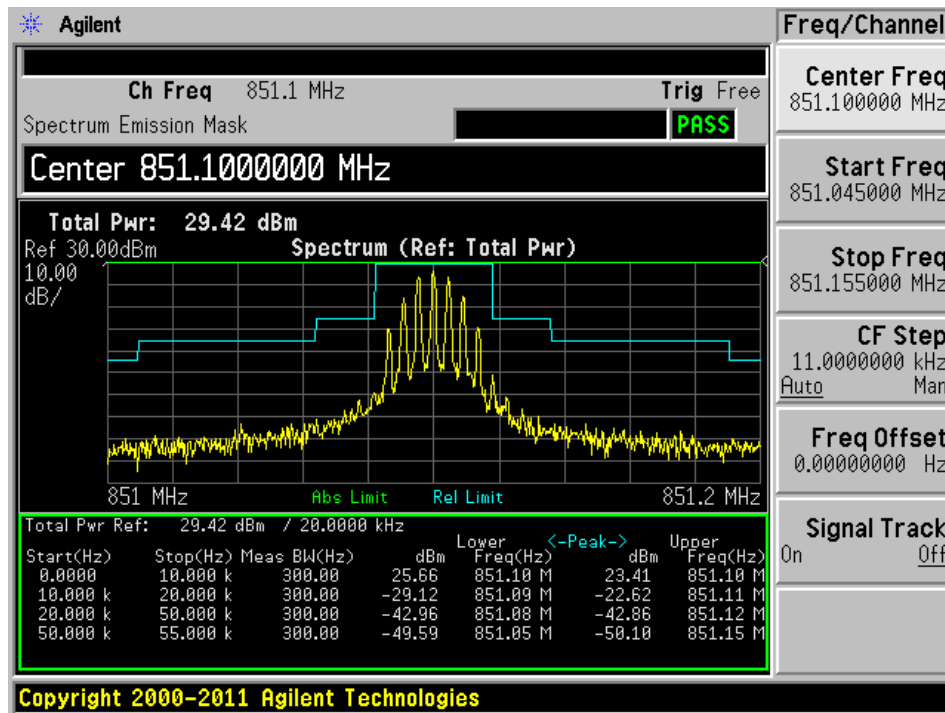 Agilent
Freq/Channel
Ch Freq 851.1 MHz Trig Free
Spectrum Emission Mask PASS
Center 851.1000000 MHz
Total Pwr: 29.42 dBm
Ref 30.00dBm Spectrum (Ref: Total Pwr)
10.00
dB/
851 MHz Abs Limit Rel Limit 851.2 MHz
Total Pwr Ref: 29.42 dBm / 20.0000 kHz
Lower <-Peak-> Upper
Start(Hz) Stop(Hz) Meas BW(Hz) dBm Freq(Hz) dBm Freq(Hz)
0.0000 10.000 k 300.00 25.66 851.10 M 23.41 851.10 M
10.000 k 20.000 k 300.00 -29.12 851.09 M -22.62 851.11 M
20.000 k 50.000 k 300.00 -42.96 851.08 M -42.86 851.12 M
50.000 k 55.000 k 300.00 -49.59 851.05 M -50.10 851.15 M
Center Freq
851.100000 MHz
Start Freq
851.045000 MHz
Stop Freq
851.155000 MHz
CF Step
11.0000000 kHz
Auto Man
Freq Offset
0.00000000 Hz
Signal Track
On Off
Copyright 2000-2011 Agilent Technologies